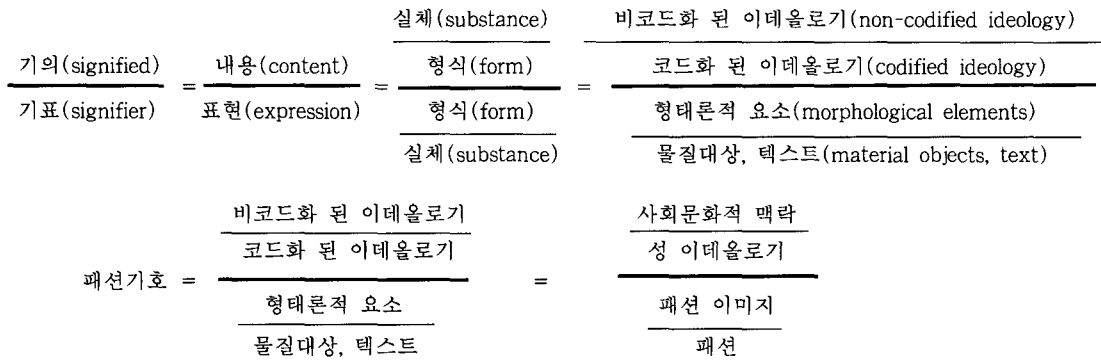 실체(substance) 비코드화 된 이데올로기(non-codified ideology)
기의(signified) 내용(content) 형식(form) 코드화 된 이데올로기(codified ideology)
= = =
기표(signifier) 표현(expression) 형식(form) 형태론적 요소(morphological elements)
실체(substance) 물질대상, 텍스트(material objects, text)
비코드화 된 이데올로기 사회문화적 맥락
코드화 된 이데올로기 성 이데올로기
패션기호 = =
형태론적 요소 패션 이미지
물질대상, 텍스트 패션